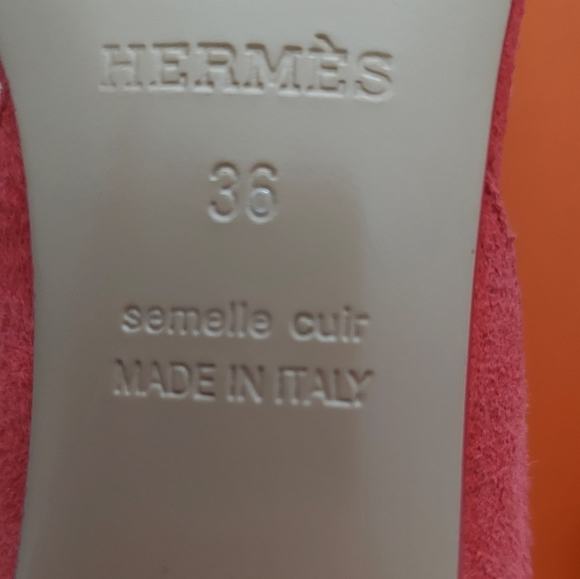 HERMÈS
36
semelle cuir
MADE IN ITALY